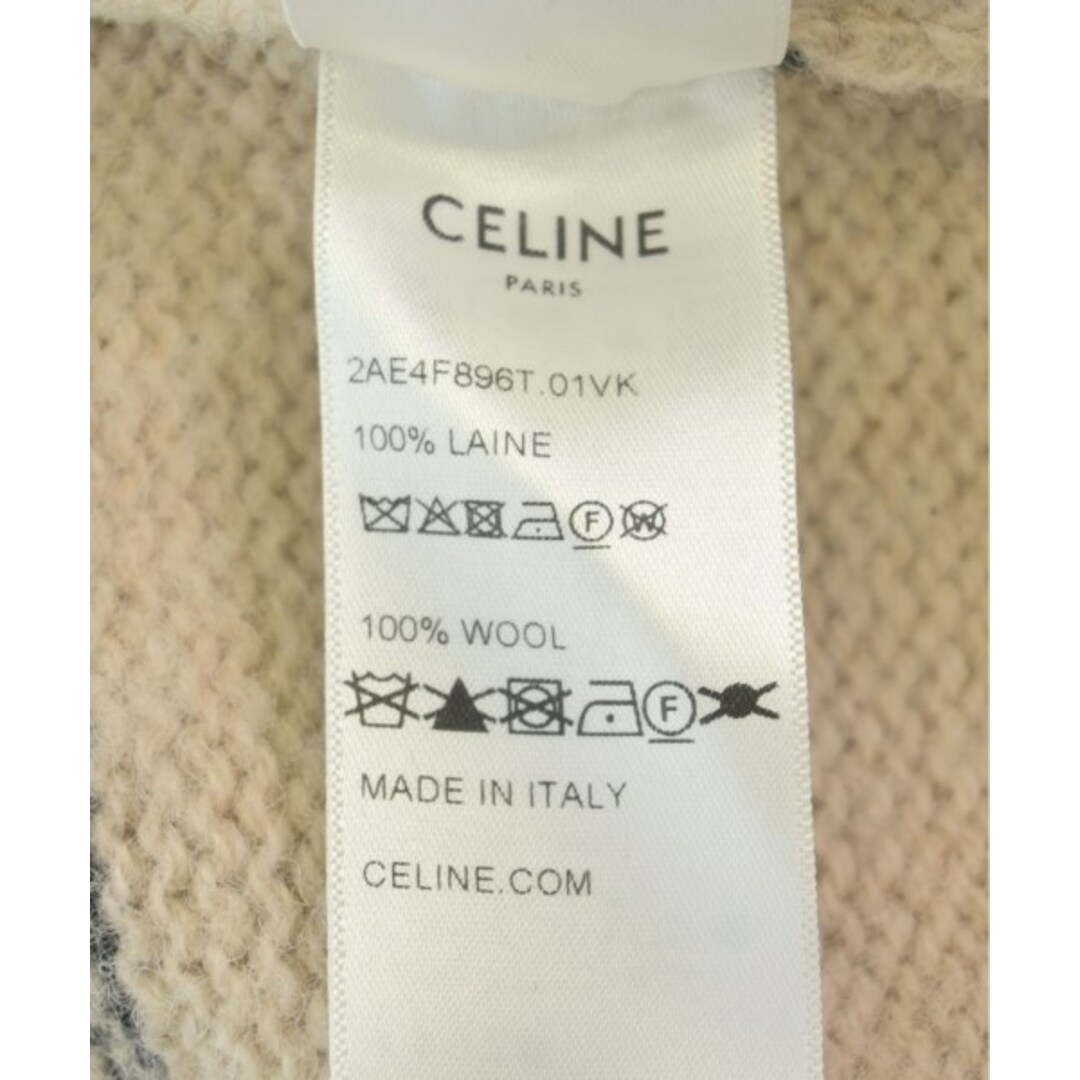 CELINE
PARIS
2AE4F896T.01VK
100% LAINE
F W
100% WOOL
F
MADE IN ITALY
CELINE.COM